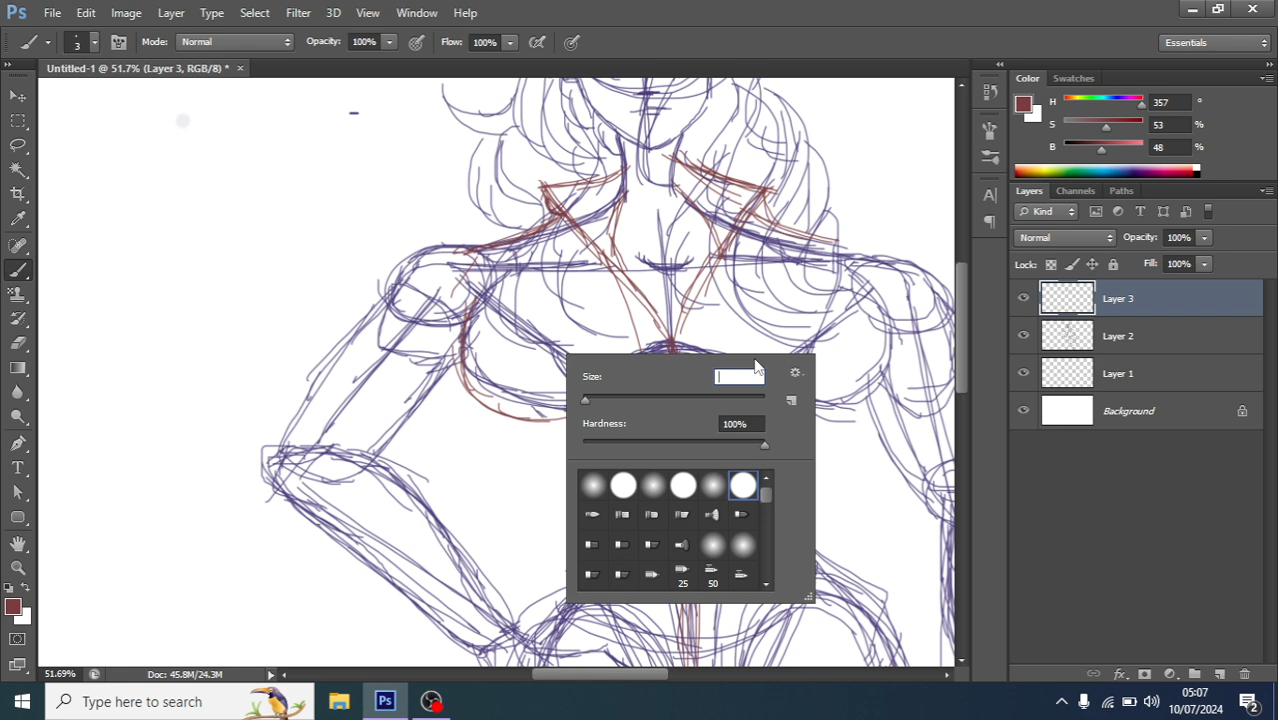 Ps File Edit Image Layer Type Select Filter 3D View Window Help
3 Mode: Normal Opacity: 100% Flow: 100% Essentials
Untitled-1 @ 51.7% (Layer 3, RGB/8) * ×
Color Swatches
H 357 °
S 53 %
B 48 %
Layers Channels Paths
Kind
Normal Opacity: 100%
Lock: Fill: 100%
Layer 3
Layer 2
Layer 1
Background
Size:
Hardness: 100%
25 50
51.69% Doc: 45.8M/24.3M
Type here to search
Ps
05:07
10/07/2024
2